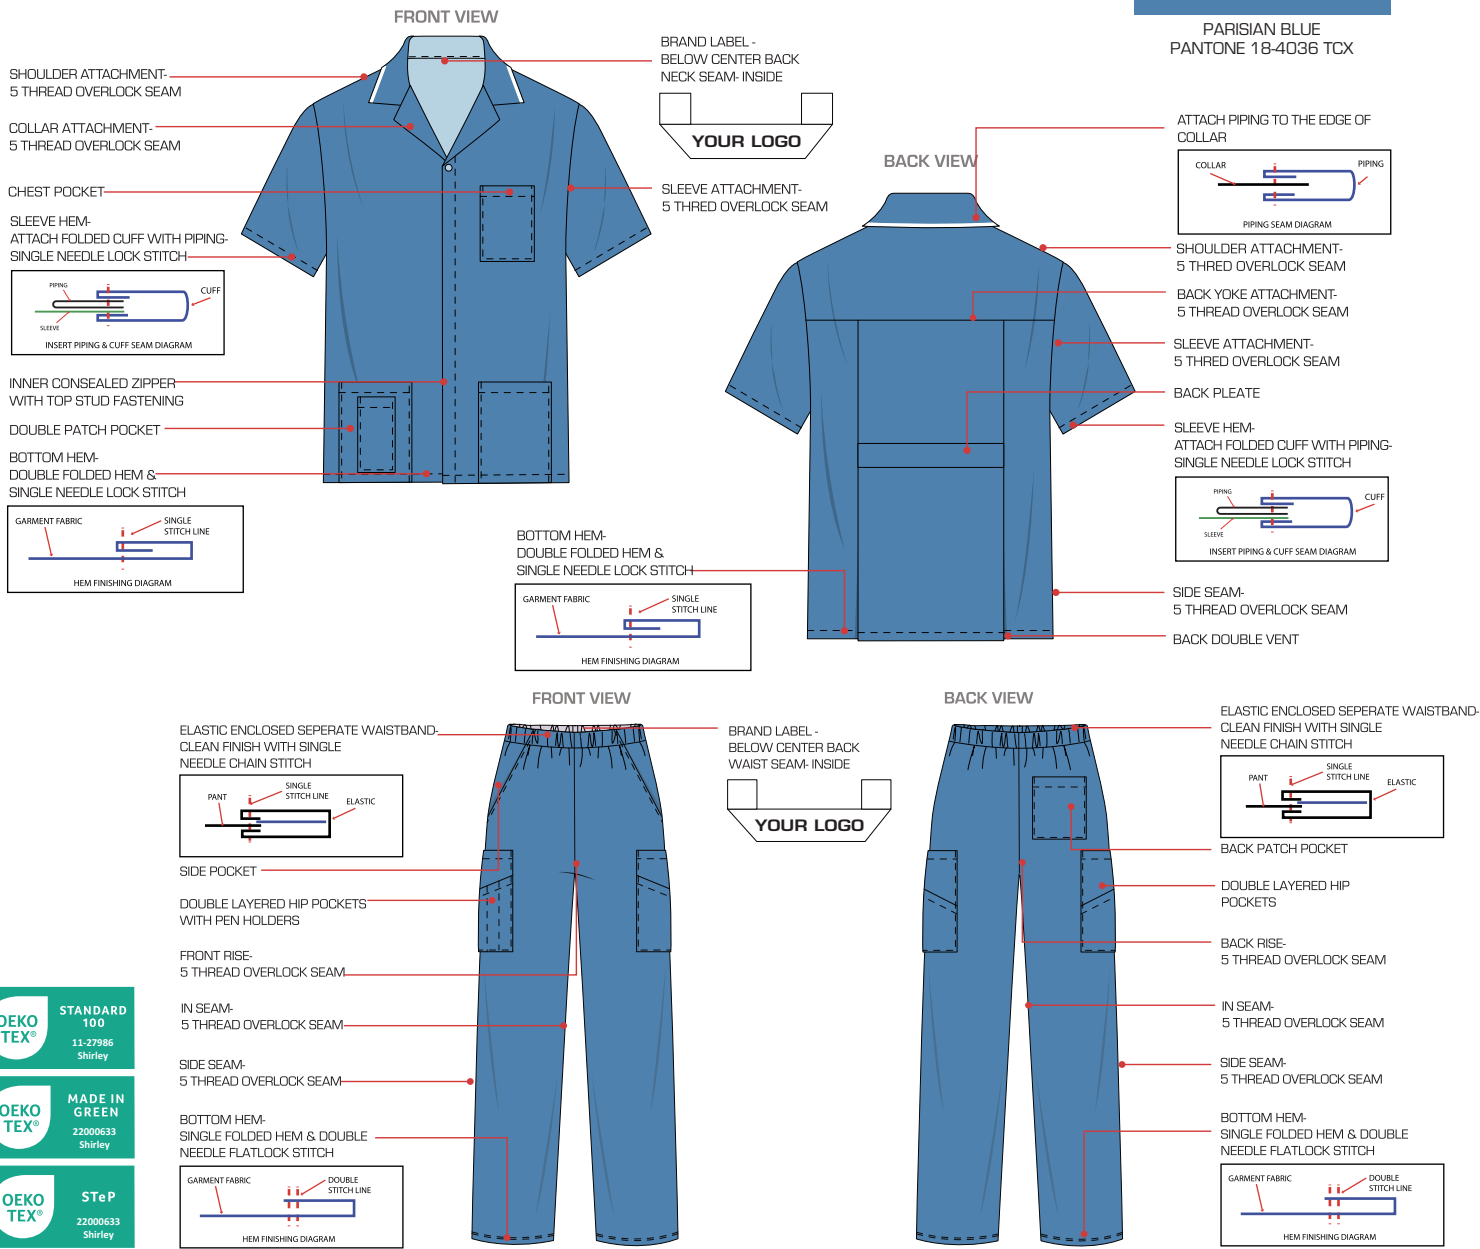 FRONT VIEW
SHOULDER ATTACHMENT-
5 THREAD OVERLOCK SEAM
COLLAR ATTACHMENT-
5 THREAD OVERLOCK SEAM
CHEST POCKET
SLEEVE HEM-
ATTACH FOLDED CUFF WITH PIPING-
SINGLE NEEDLE LOCK STITCH
PIPING
CUFF
SLEEVE
INSERT PIPING & CUFF SEAM DIAGRAM
INNER CONSEALED ZIPPER
WITH TOP STUD FASTENING
DOUBLE PATCH POCKET
BOTTOM HEM-
DOUBLE FOLDED HEM &
SINGLE NEEDLE LOCK STITCH
GARMENT FABRIC
SINGLE
STITCH LINE
HEM FINISHING DIAGRAM
BRAND LABEL -
BELOW CENTER BACK
NECK SEAM- INSIDE
YOUR LOGO
SLEEVE ATTACHMENT-
5 THRED OVERLOCK SEAM
PARISIAN BLUE
PANTONE 18-4036 TCX
BACK VIEW
ATTACH PIPING TO THE EDGE OF
COLLAR
COLLAR
PIPING
PIPING SEAM DIAGRAM
SHOULDER ATTACHMENT-
5 THRED OVERLOCK SEAM
BACK YOKE ATTACHMENT-
5 THREAD OVERLOCK SEAM
SLEEVE ATTACHMENT-
5 THRED OVERLOCK SEAM
BACK PLEATE
SLEEVE HEM-
ATTACH FOLDED CUFF WITH PIPING-
SINGLE NEEDLE LOCK STITCH
PIPING
CUFF
SLEEVE
INSERT PIPING & CUFF SEAM DIAGRAM
SIDE SEAM-
5 THREAD OVERLOCK SEAM
BACK DOUBLE VENT
BOTTOM HEM-
DOUBLE FOLDED HEM &
SINGLE NEEDLE LOCK STITCH
GARMENT FABRIC
SINGLE
STITCH LINE
HEM FINISHING DIAGRAM
FRONT VIEW
ELASTIC ENCLOSED SEPERATE WAISTBAND-
CLEAN FINISH WITH SINGLE
NEEDLE CHAIN STITCH
PANT
SINGLE
STITCH LINE
ELASTIC
SIDE POCKET
DOUBLE LAYERED HIP POCKETS
WITH PEN HOLDERS
FRONT RISE-
5 THREAD OVERLOCK SEAM
IN SEAM-
5 THREAD OVERLOCK SEAM
SIDE SEAM-
5 THREAD OVERLOCK SEAM
BOTTOM HEM-
SINGLE FOLDED HEM & DOUBLE
NEEDLE FLATLOCK STITCH
GARMENT FABRIC
DOUBLE
STITCH LINE
HEM FINISHING DIAGRAM
BRAND LABEL -
BELOW CENTER BACK
WAIST SEAM- INSIDE
YOUR LOGO
BACK VIEW
ELASTIC ENCLOSED SEPERATE WAISTBAND-
CLEAN FINISH WITH SINGLE
NEEDLE CHAIN STITCH
PANT
SINGLE
STITCH LINE
ELASTIC
BACK PATCH POCKET
DOUBLE LAYERED HIP
POCKETS
BACK RISE-
5 THREAD OVERLOCK SEAM
IN SEAM-
5 THREAD OVERLOCK SEAM
SIDE SEAM-
5 THREAD OVERLOCK SEAM
BOTTOM HEM-
SINGLE FOLDED HEM & DOUBLE
NEEDLE FLATLOCK STITCH
GARMENT FABRIC
DOUBLE
STITCH LINE
HEM FINISHING DIAGRAM
OEKO
TEX®
STANDARD
100
11-27986
Shirley
OEKO
TEX®
MADE IN
GREEN
22000633
Shirley
OEKO
TEX®
STeP
22000633
Shirley